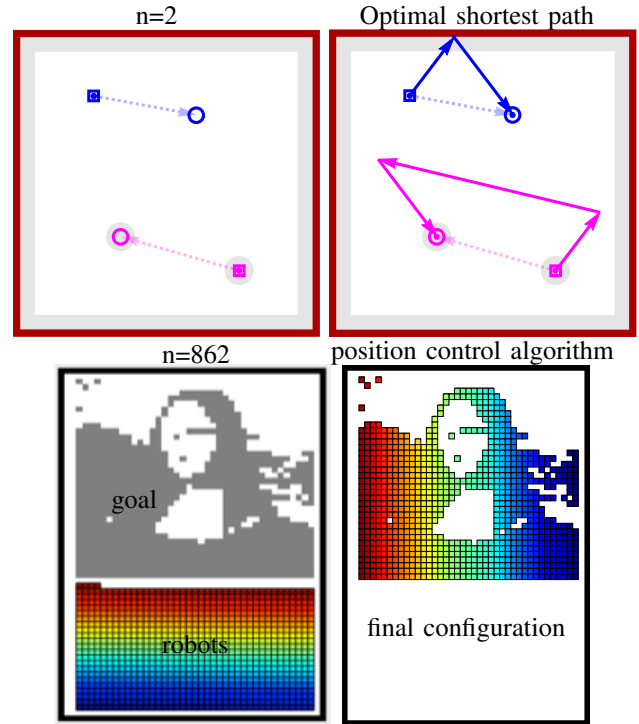 n=2
Optimal shortest path
n=862
position control algorithm
goal
robots
final configuration